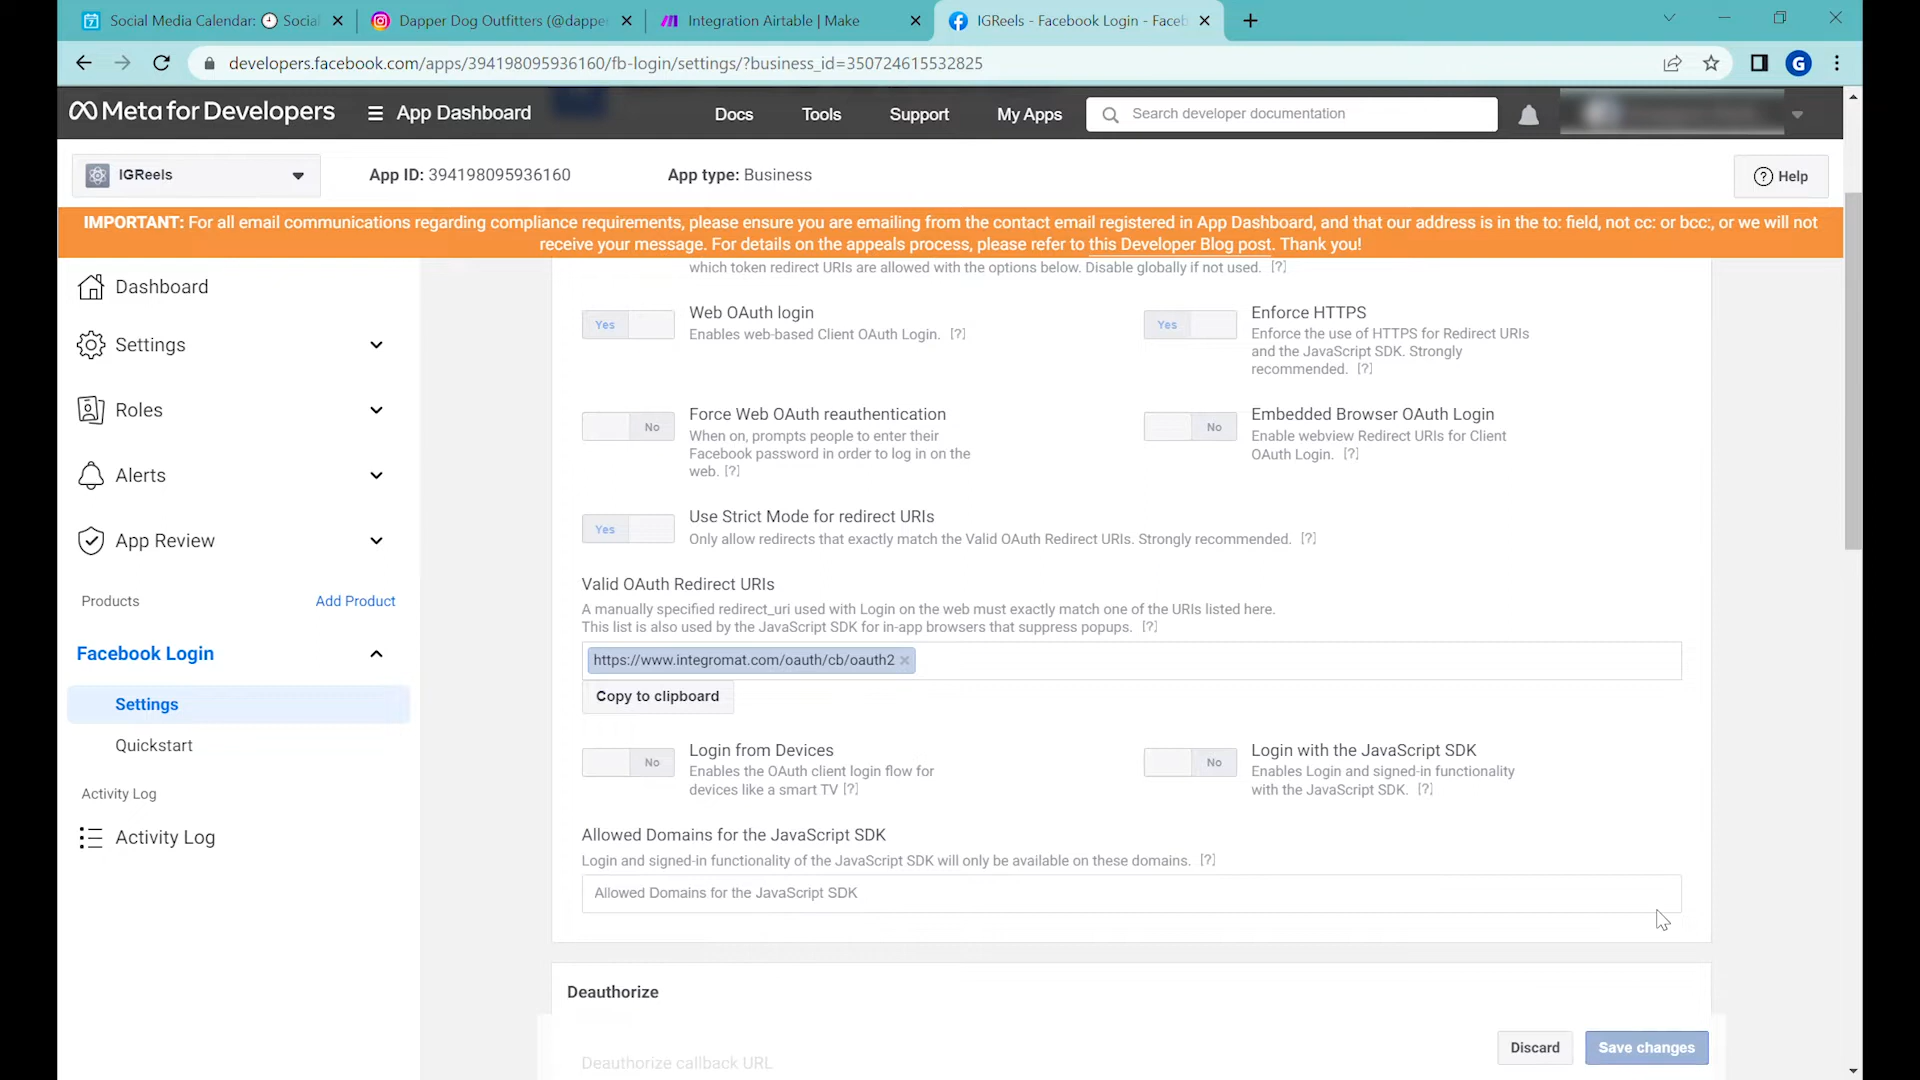 Social Media Calendar: Social
Dapper Dog Outfitters (@dappe
Integration Airtable | Make
IGReels - Facebook Login - Faceb
developers.facebook.com/apps/394198095936160/fb-login/settings/?business_id=350724615532825
G
Meta for Developers
App Dashboard
Docs
Tools
Support
My Apps
Search developer documentation
IGReels
App ID: 394198095936160
App type: Business
Help
IMPORTANT: For all email communications regarding compliance requirements, please ensure you are emailing from the contact email registered in App Dashboard, and that our address is in the to: field, not cc: or bcc:, or we will not
receive your message. For details on the appeals process, please refer to this Developer Blog post. Thank you!
which token redirect URIs are allowed with the options below. Disable globally if not used. [?]
Dashboard
Settings
Roles
Alerts
App Review
Products
Add Product
Facebook Login
Settings
Quickstart
Activity Log
Activity Log
Yes
Web OAuth login
Enables web-based Client OAuth Login. [?]
Yes
Enforce HTTPS
Enforce the use of HTTPS for Redirect URIs
and the JavaScript SDK. Strongly
recommended. [?]
No
Force Web OAuth reauthentication
When on, prompts people to enter their
Facebook password in order to log in on the
web. [?]
No
Embedded Browser OAuth Login
Enable webview Redirect URIs for Client
OAuth Login. [?]
Yes
Use Strict Mode for redirect URIs
Only allow redirects that exactly match the Valid OAuth Redirect URIs. Strongly recommended. [?]
Valid OAuth Redirect URIs
A manually specified redirect_uri used with Login on the web must exactly match one of the URIs listed here.
This list is also used by the JavaScript SDK for in-app browsers that suppress popups. [?]
https://www.integromat.com/oauth/cb/oauth2
Copy to clipboard
No
Login from Devices
Enables the OAuth client login flow for
devices like a smart TV [?]
No
Login with the JavaScript SDK
Enables Login and signed-in functionality
with the JavaScript SDK. [?]
Allowed Domains for the JavaScript SDK
Login and signed-in functionality of the JavaScript SDK will only be available on these domains. [?]
Allowed Domains for the JavaScript SDK
Deauthorize
Deauthorize callback URL
Discard
Save changes